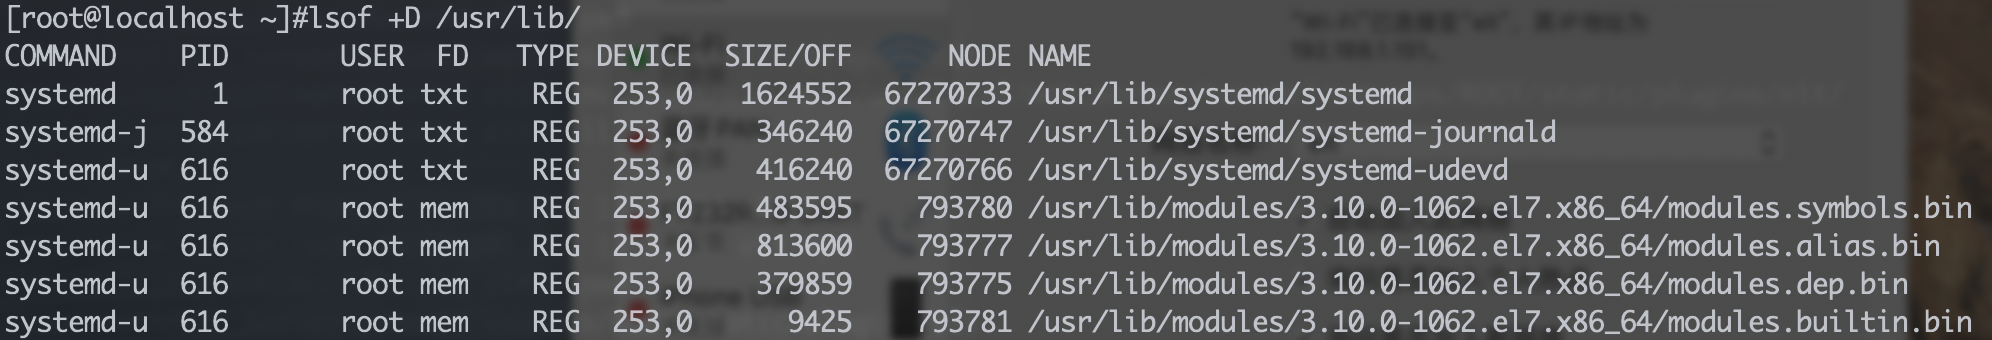 [root@localhost ~]#lsof +D /usr/lib/
COMMAND PID USER FD TYPE DEVICE SIZE/OFF NODE NAME
systemd 1 root txt REG 253,0 1624552 67270733 /usr/lib/systemd/systemd
systemd-j 584 root txt REG 253,0 346240 67270747 /usr/lib/systemd/systemd-journald
systemd-u 616 root txt REG 253,0 416240 67270766 /usr/lib/systemd/systemd-udevd
systemd-u 616 root mem REG 253,0 483595 793780 /usr/lib/modules/3.10.0-1062.el7.x86_64/modules.symbols.bin
systemd-u 616 root mem REG 253,0 813600 793777 /usr/lib/modules/3.10.0-1062.el7.x86_64/modules.alias.bin
systemd-u 616 root mem REG 253,0 379859 793775 /usr/lib/modules/3.10.0-1062.el7.x86_64/modules.dep.bin
systemd-u 616 root mem REG 253,0 9425 793781 /usr/lib/modules/3.10.0-1062.el7.x86_64/modules.builtin.bin